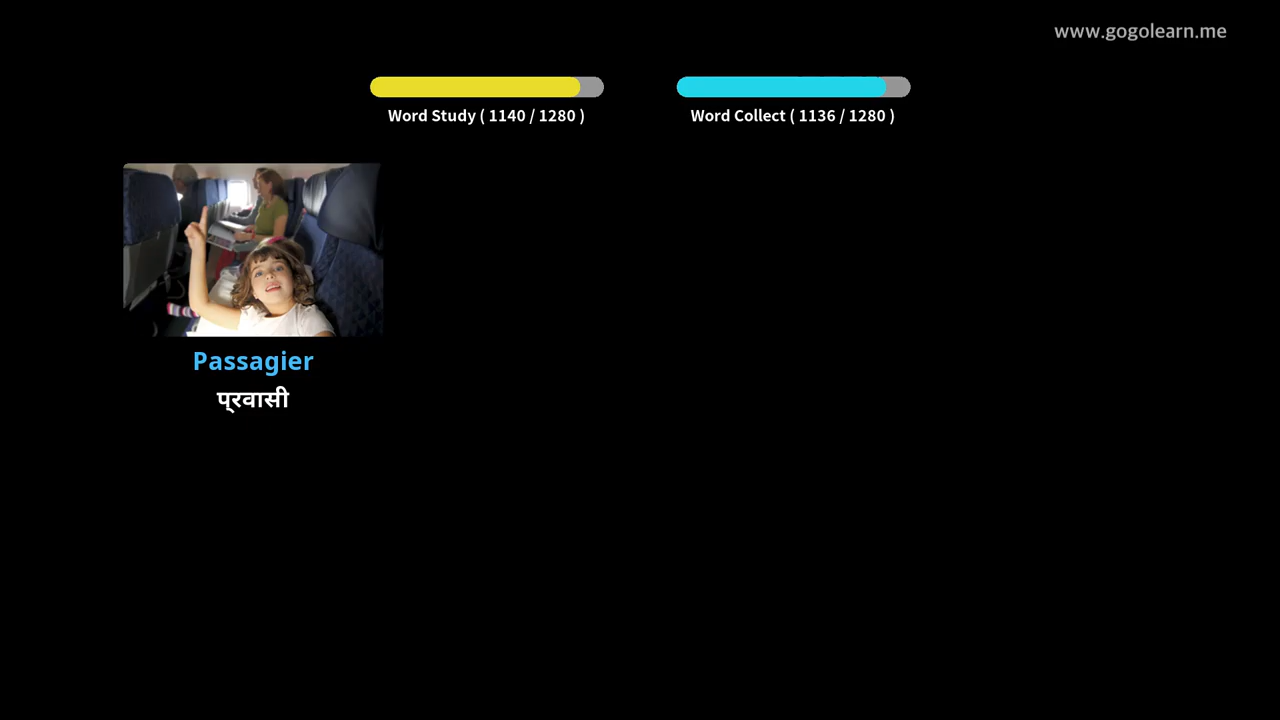 www.gogolearn.me
Word Study ( 1140 / 1280 )
Word Collect ( 1136 / 1280 )
Passagier
प्रवासी